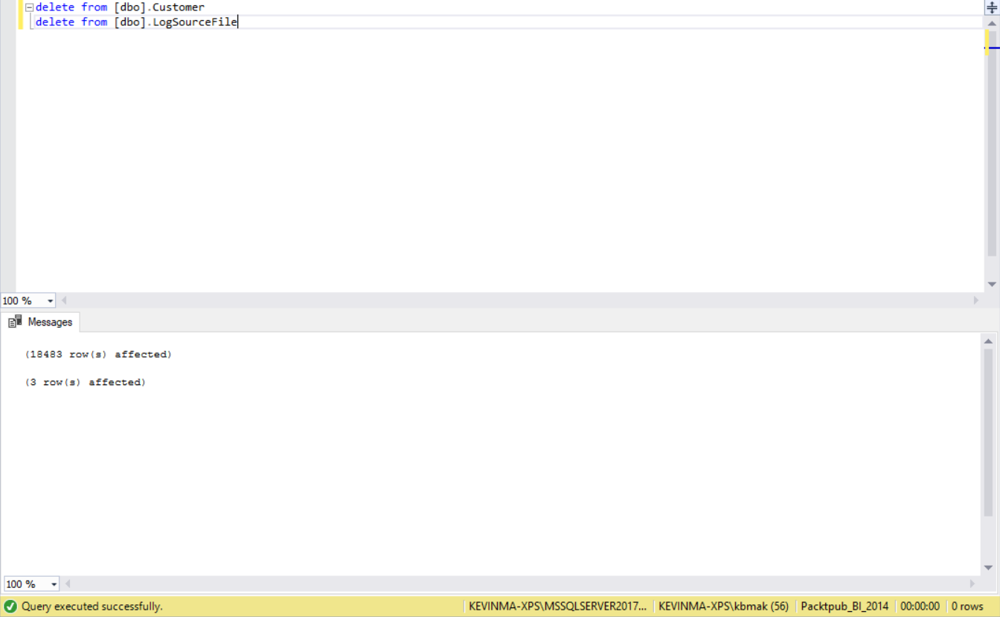 delete from [dbo].Customer
delete from [dbo].LogSourceFile
100 %
Messages
(18483 row(s) affected)
(3 row(s) affected)
100 %
Query executed successfully. KEVINMA-XPS\MSSQLSERVER2017... KEVINMA-XPS\kbmak (56) Packtpub_BI_2014 00:00:00 0 rows